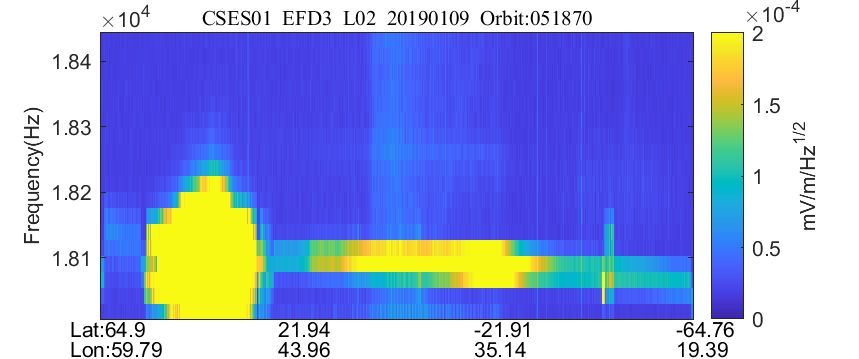 ×10⁴ CSES01 EFD3 L02 20190109 Orbit:051870 ×10⁻⁴
1.84
1.83
1.82
1.81
Frequency(Hz)
2
1.5
1
0.5
0
mV/m/Hz^1/2
Lat:64.9 21.94 -21.91 -64.76
Lon:59.79 43.96 35.14 19.39